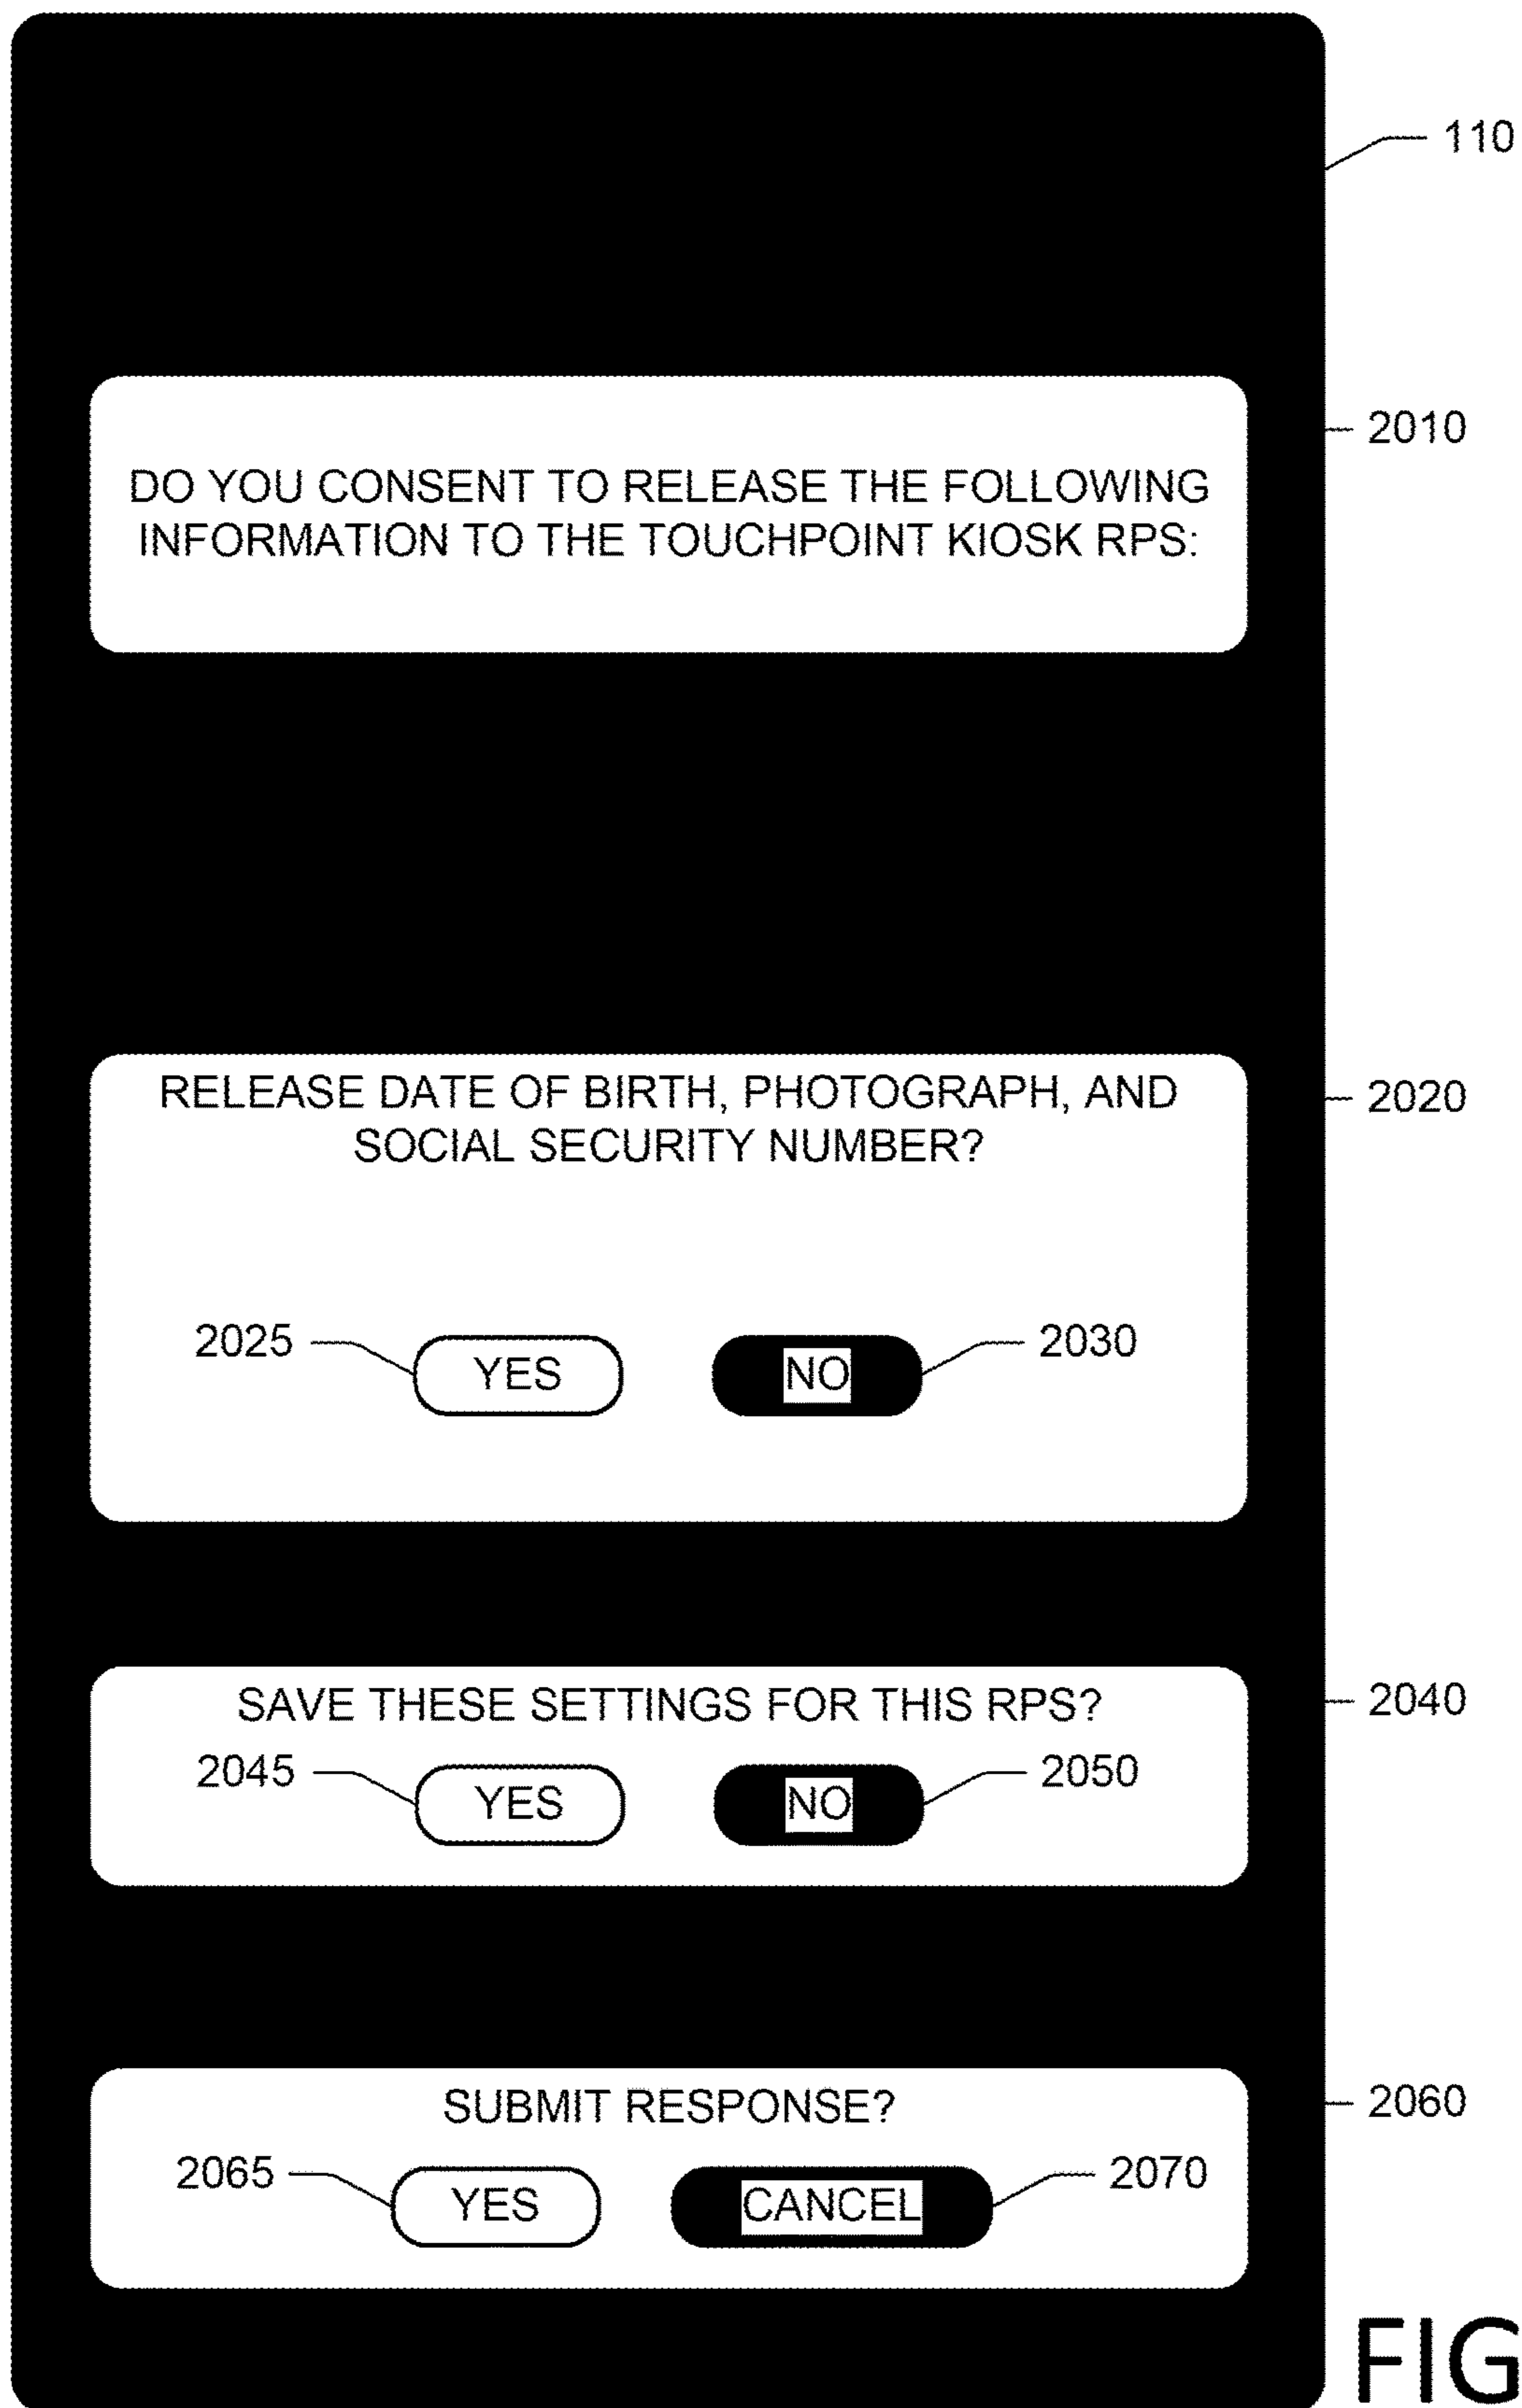 110
2010
DO YOU CONSENT TO RELEASE THE FOLLOWING
INFORMATION TO THE TOUCHPOINT KIOSK RPS:
RELEASE DATE OF BIRTH, PHOTOGRAPH, AND
2020
SOCIAL SECURITY NUMBER?
2025 YES NO 2030
SAVE THESE SETTINGS FOR THIS RPS?
2040
2045 YES NO 2050
SUBMIT RESPONSE?
2060
2065 YES CANCEL 2070
FIG